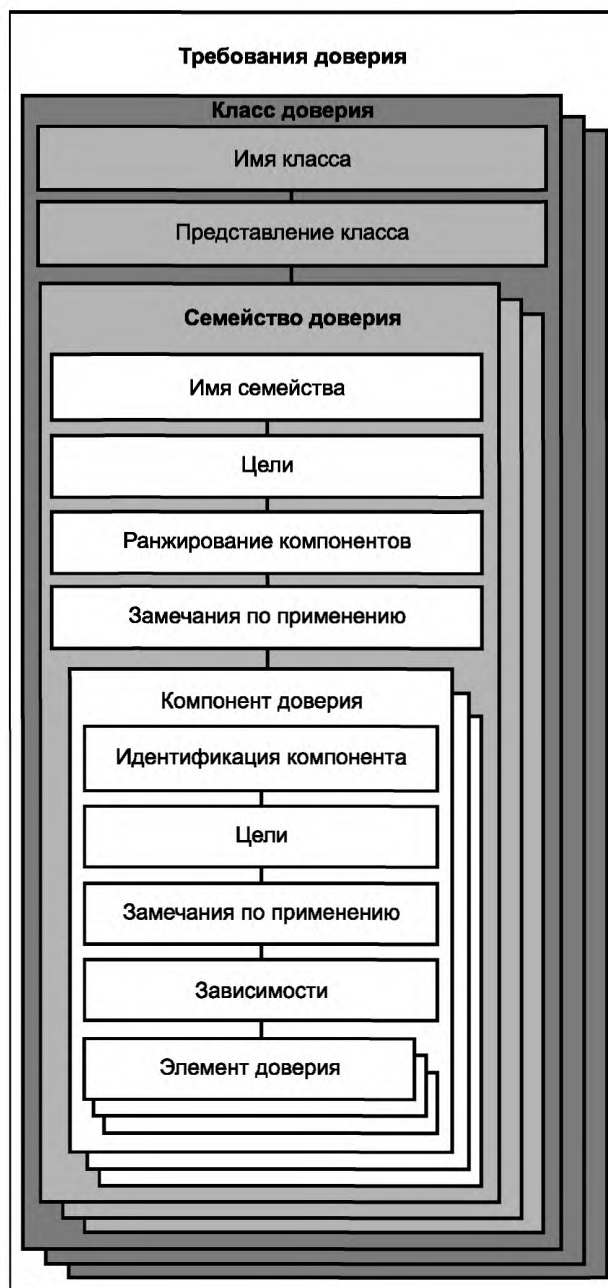 Требования доверия
Класс доверия
Имя класса
Представление класса
Семейство доверия
Имя семейства
Цели
Ранжирование компонентов
Замечания по применению
Компонент доверия
Идентификация компонента
Цели
Замечания по применению
Зависимости
Элемент доверия